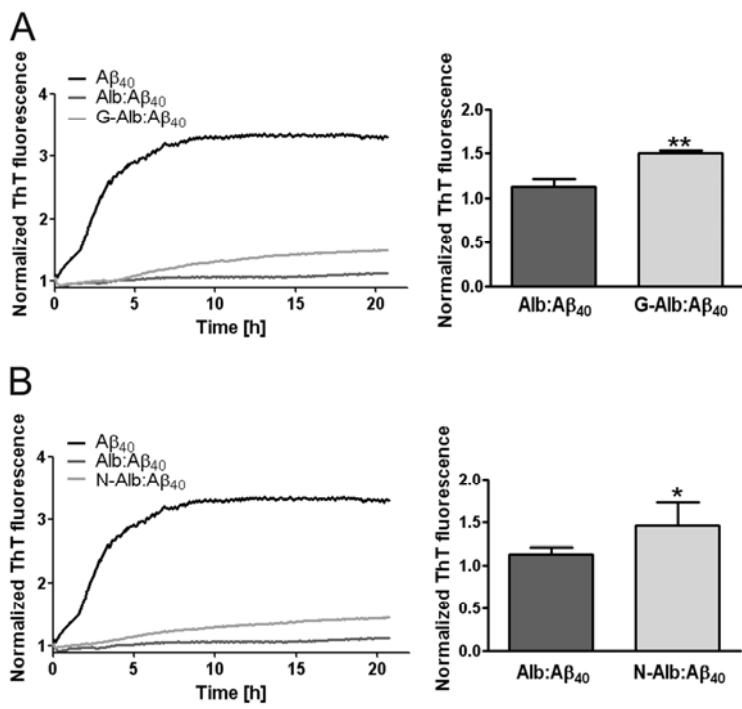 A
Normalized ThT fluorescence
4
3
2
1
0
5
10
15
20
Time [h]
Aβ₄₀
Alb:Aβ₄₀
G-Alb:Aβ₄₀
Normalized ThT fluorescence
2.0
1.5
1.0
0.5
0.0
**
Alb:Aβ₄₀
G-Alb:Aβ₄₀
B
Normalized ThT fluorescence
4
3
2
1
0
5
10
15
20
Time [h]
Aβ₄₀
Alb:Aβ₄₀
N-Alb:Aβ₄₀
Normalized ThT fluorescence
2.0
1.5
1.0
0.5
0.0
*
Alb:Aβ₄₀
N-Alb:Aβ₄₀